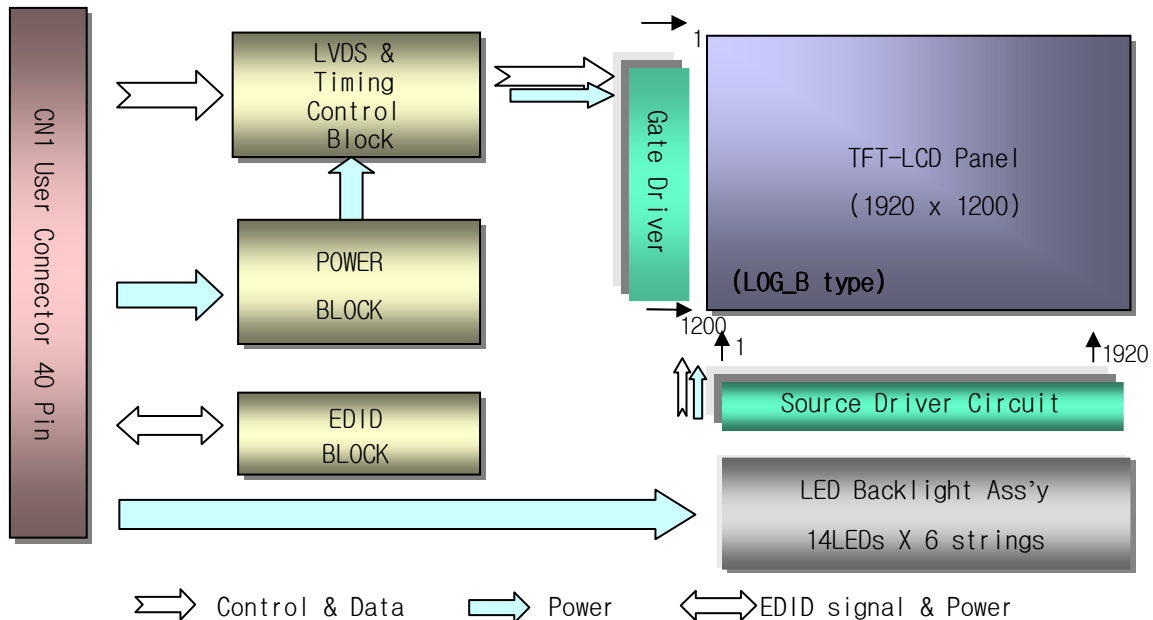 CN1 User Connector 40 Pin
LVDS &
Timing
Control
Block
POWER
BLOCK
EDID
BLOCK
Gate Driver
1
1200
TFT-LCD Panel
(1920 x 1200)
(LOG_B type)
1
1920
Source Driver Circuit
LED Backlight Ass’y
14LEDs X 6 strings
Control & Data
Power
EDID signal & Power